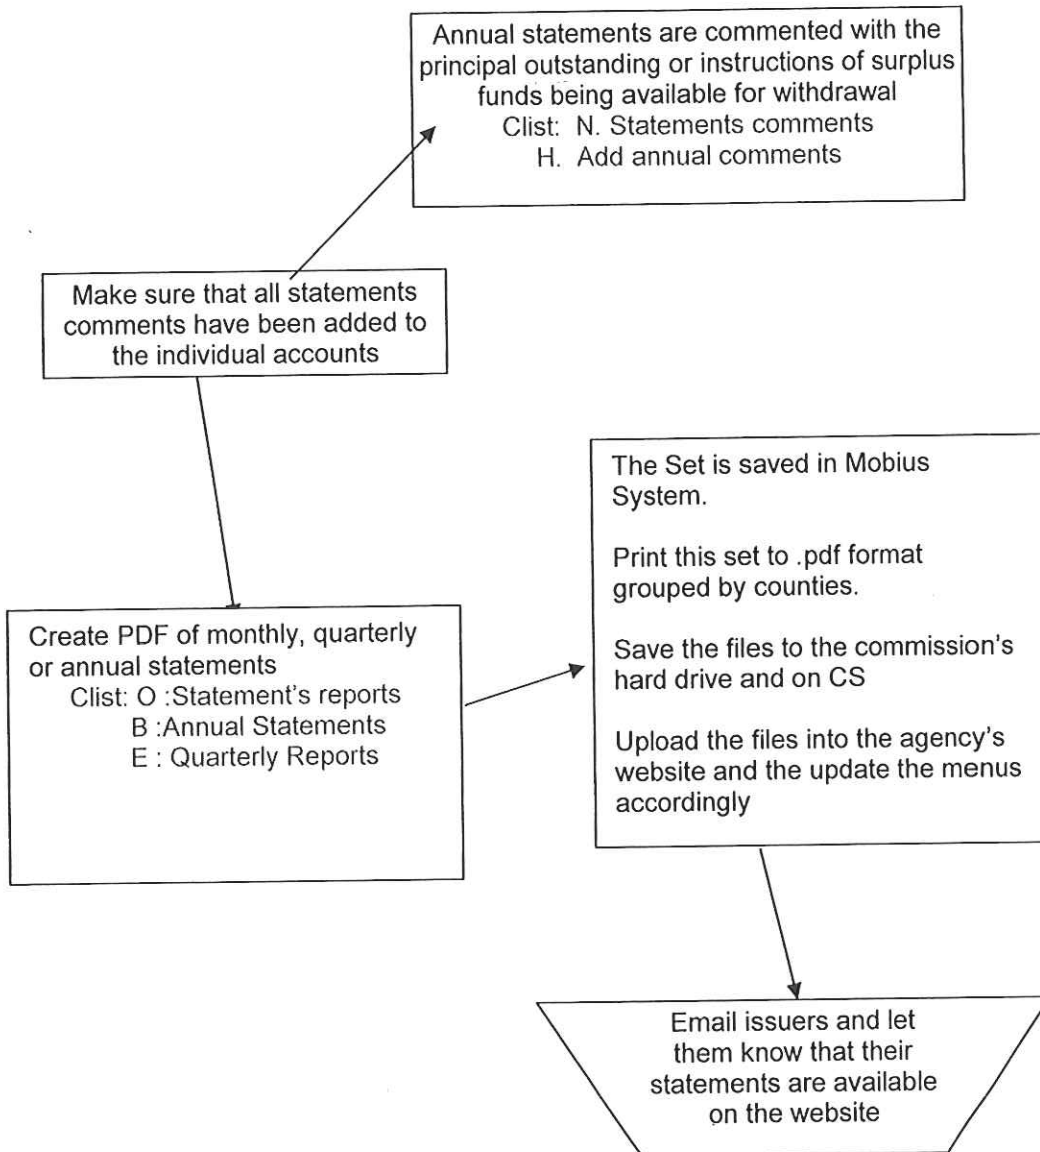 Annual statements are commented with the
principal outstanding or instructions of surplus
funds being available for withdrawal
Clist: N. Statements comments
H. Add annual comments
Make sure that all statements
comments have been added to
the individual accounts
Create PDF of monthly, quarterly
or annual statements
Clist: O :Statement's reports
B :Annual Statements
E : Quarterly Reports
The Set is saved in Mobius
System.
Print this set to .pdf format
grouped by counties.
Save the files to the commission's
hard drive and on CS
Upload the files into the agency's
website and the update the menus
accordingly
Email issuers and let
them know that their
statements are available
on the website